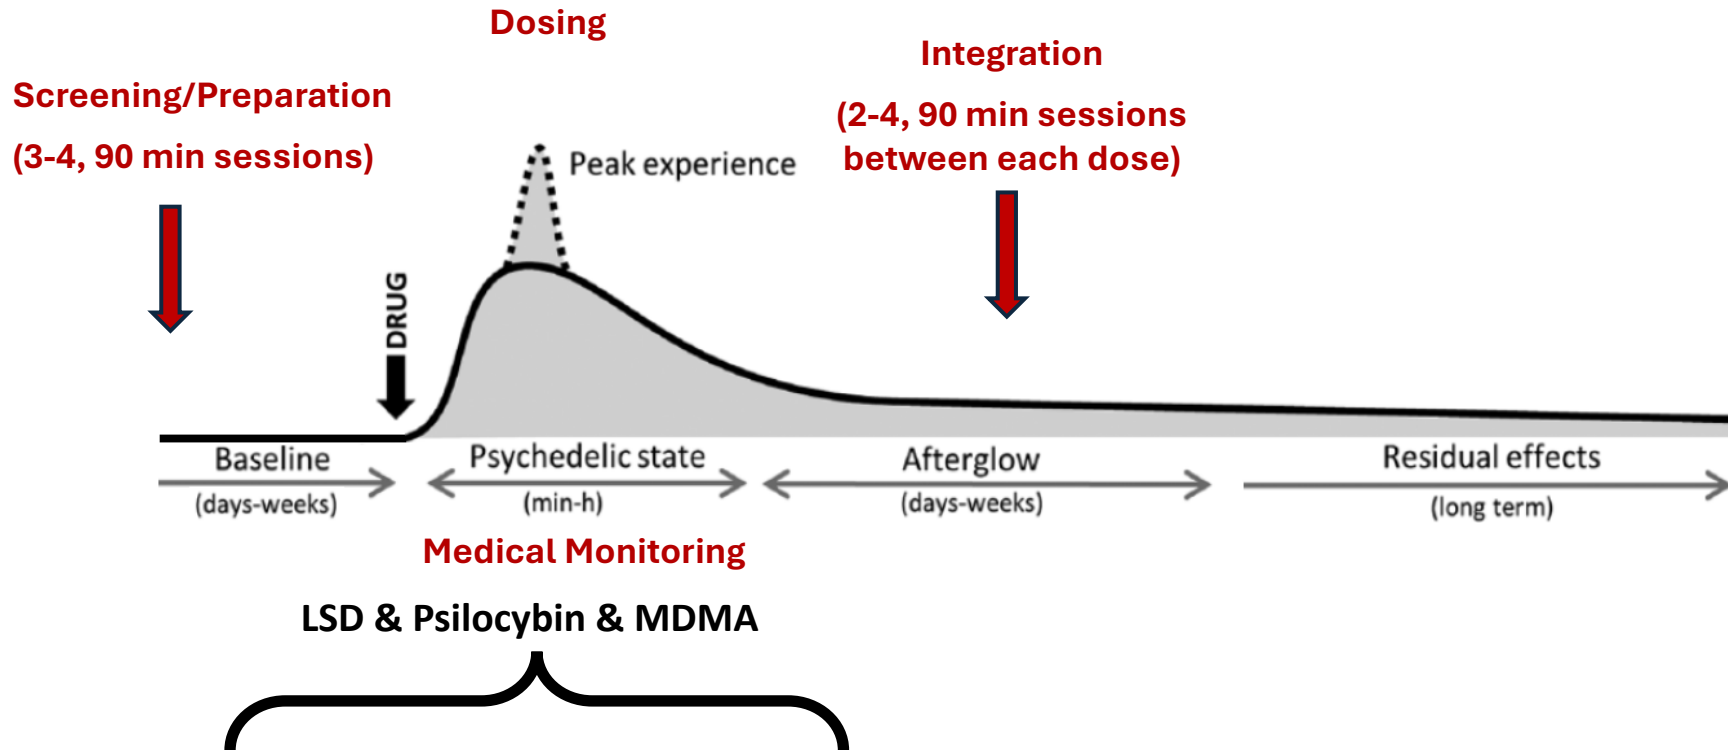 Dosing
Integration
Screening/Preparation
(2-4, 90 min sessions
between each dose)
(3-4, 90 min sessions)
Peak experience
DRUG
Baseline
(days-weeks)
Psychedelic state
(min-h)
Afterglow
(days-weeks)
Residual effects
(long term)
Medical Monitoring
LSD & Psilocybin & MDMA